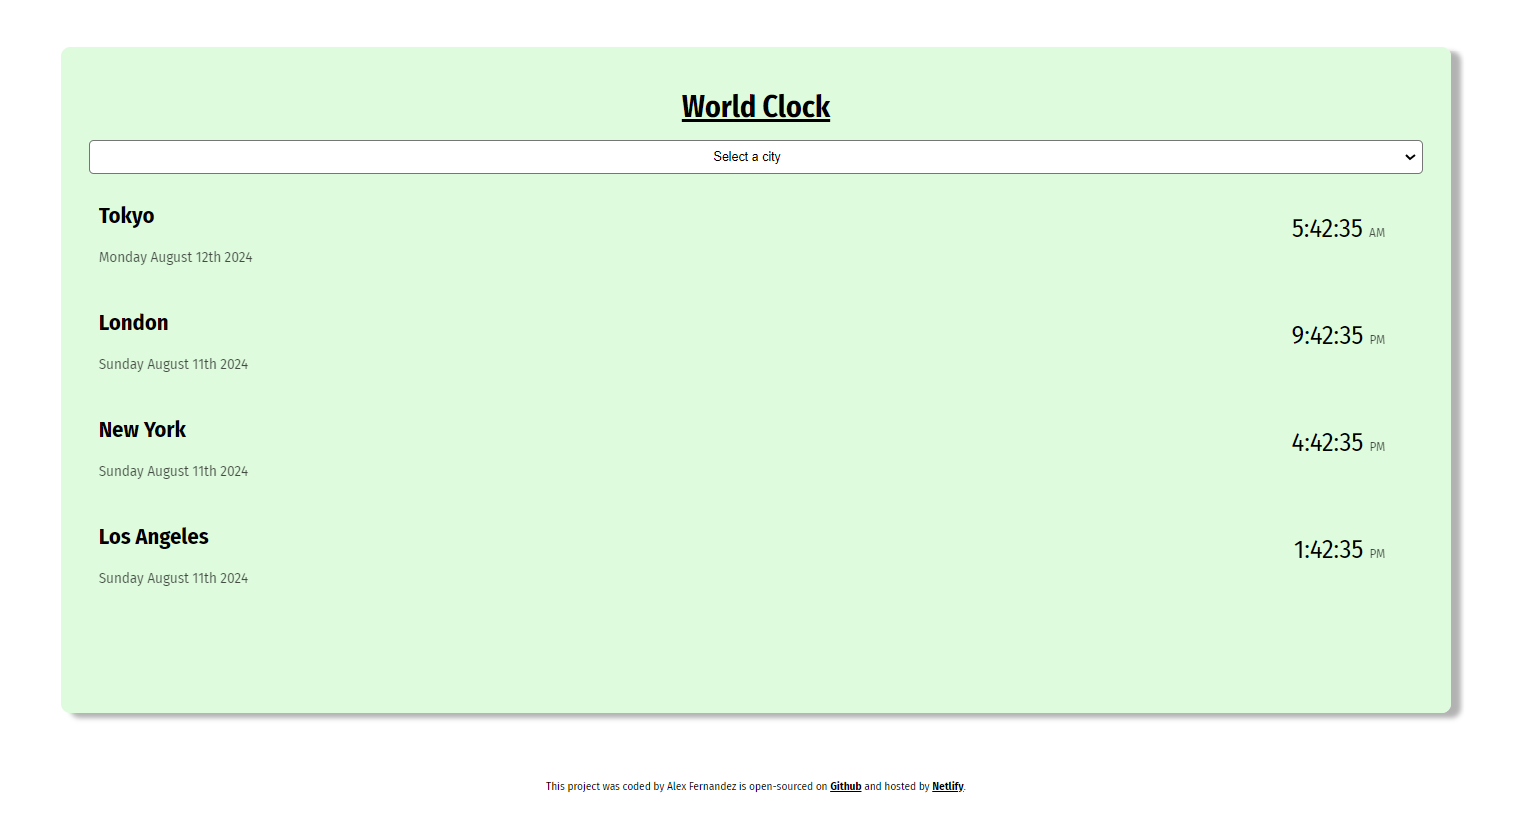 World Clock
Select a city
Tokyo
5:42:35 AM
Monday August 12th 2024
London
9:42:35 PM
Sunday August 11th 2024
New York
4:42:35 PM
Sunday August 11th 2024
Los Angeles
1:42:35 PM
Sunday August 11th 2024
This project was coded by Alex Fernandez is open-sourced on Github and hosted by Netlify.